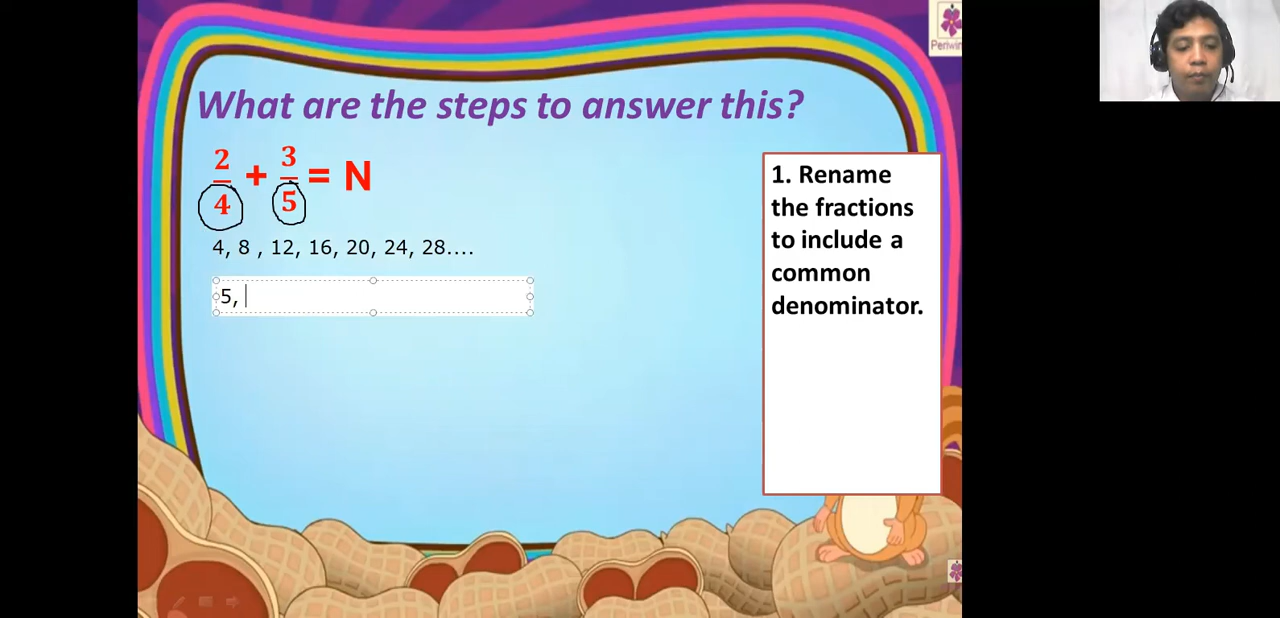 What are the steps to answer this?
2/4 + 3/5 = N
4, 8 , 12, 16, 20, 24, 28....
5,
1. Rename
the fractions
to include a
common
denominator.